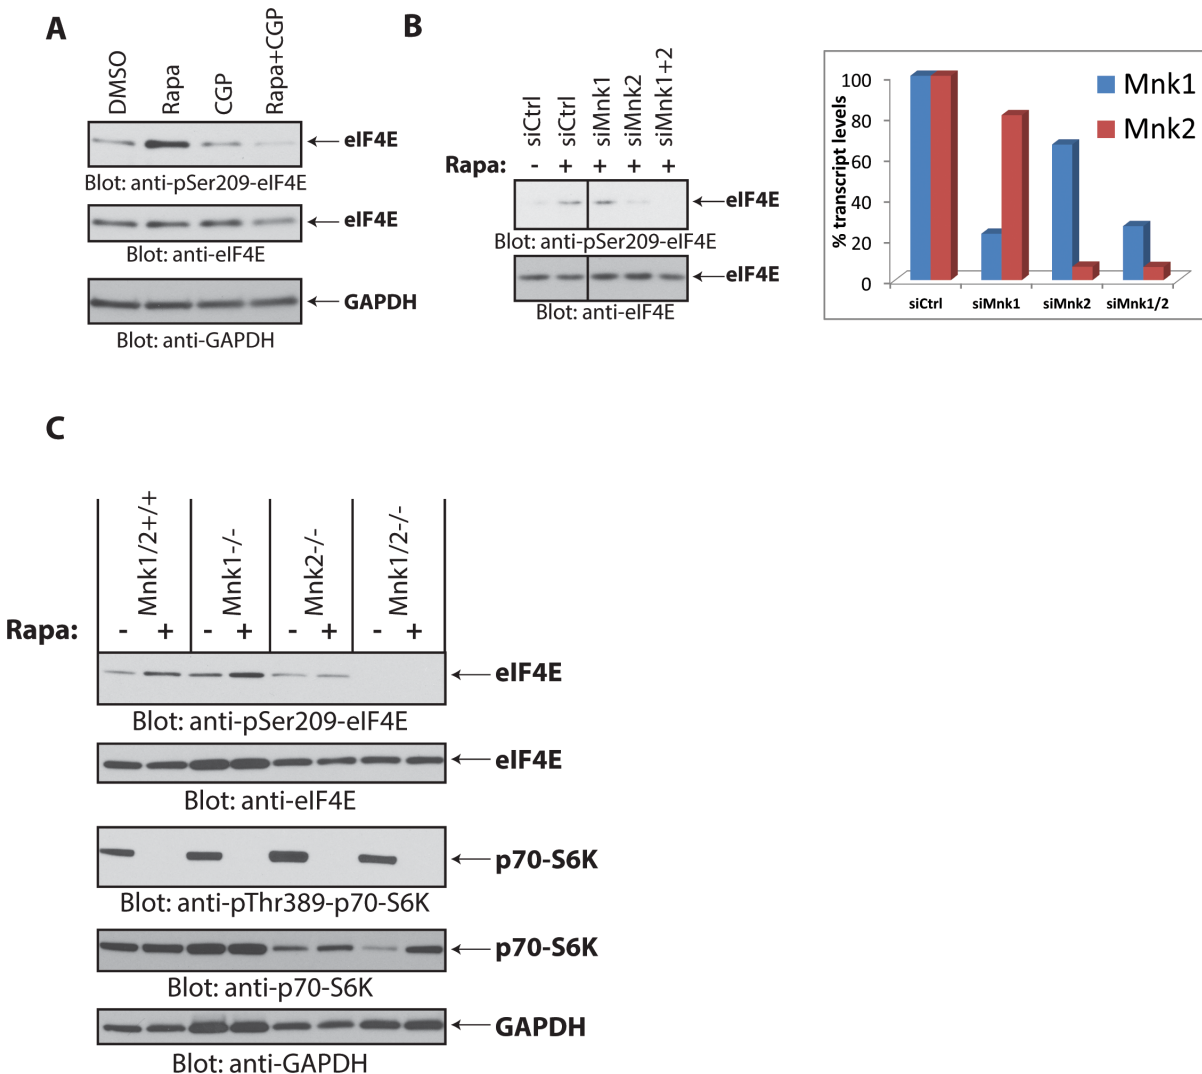 A
DMSO
Rapa
CGP
Rapa+CGP
eIF4E
Blot: anti-pSer209-eIF4E
eIF4E
Blot: anti-eIF4E
GAPDH
Blot: anti-GAPDH
B
siCtrl
siCtrl
siMnk1
siMnk2
siMnk1+2
Rapa: - + + + +
eIF4E
Blot: anti-pSer209-eIF4E
eIF4E
Blot: anti-eIF4E
% transcript levels
100
80
60
40
20
0
Mnk1
Mnk2
siCtrl siMnk1 siMnk2 siMnk1/2
C
Mnk1/2+/+
Mnk1-/-
Mnk2-/-
Mnk1/2-/-
Rapa: - + - + - + - +
eIF4E
Blot: anti-pSer209-eIF4E
eIF4E
Blot: anti-eIF4E
p70-S6K
Blot: anti-pThr389-p70-S6K
p70-S6K
Blot: anti-p70-S6K
GAPDH
Blot: anti-GAPDH